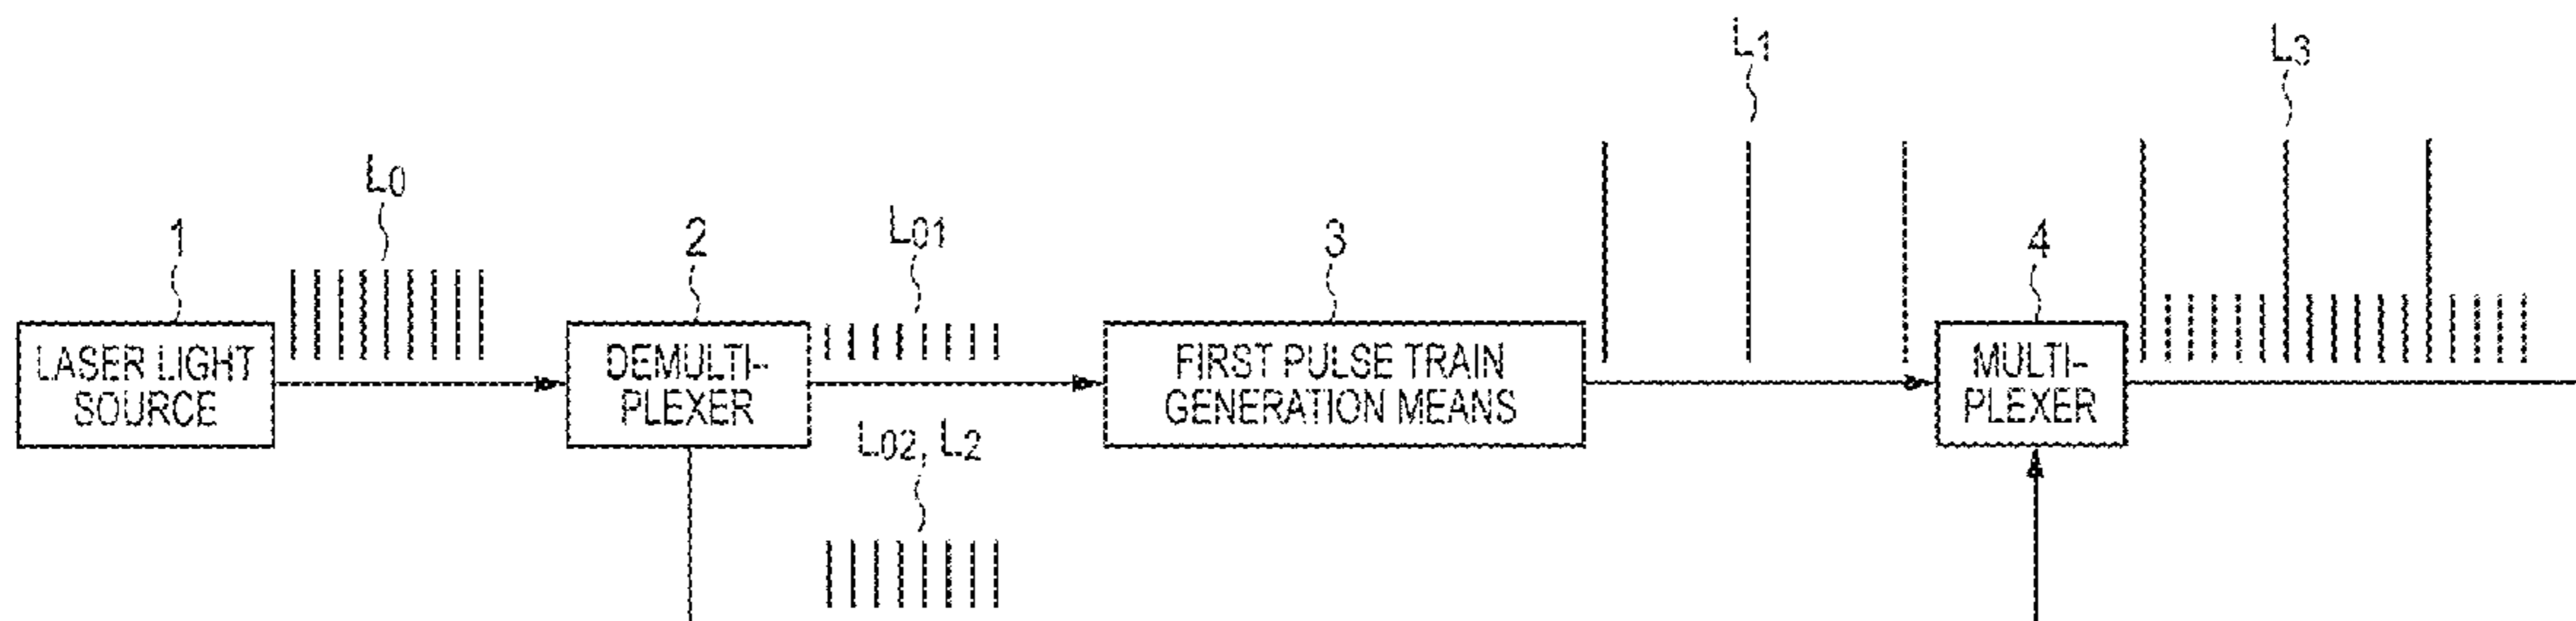 L1
L3
L0
L01
1
2
3
4
LASER LIGHT
SOURCE
DEMULTI-
PLEXER
FIRST PULSE TRAIN
GENERATION MEANS
MULTI-
PLEXER
L02, L2